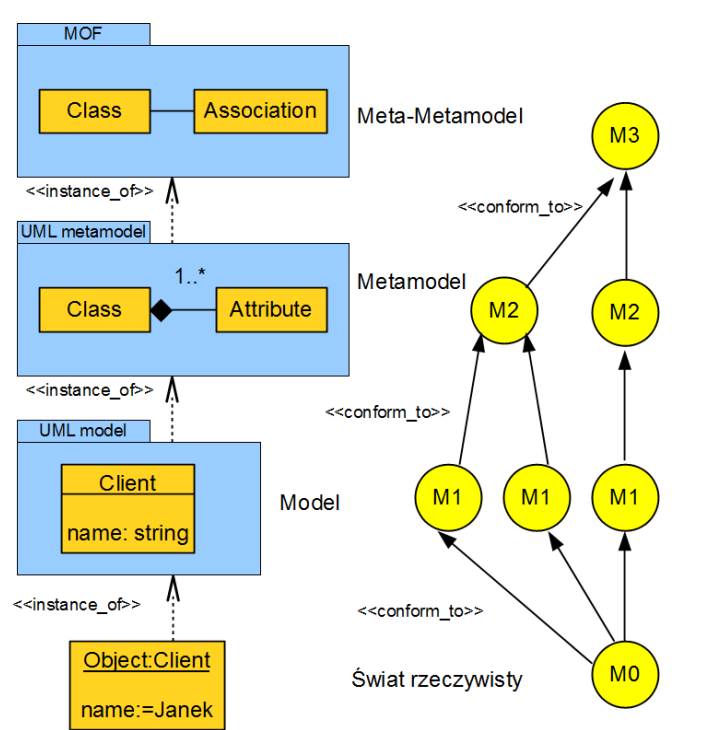 MOF
Class
Association
Meta-Metamodel
M3
<<instance_of>>
<<conform_to>>
UML metamodel
1..*
Metamodel
Class
Attribute
M2
M2
<<instance_of>>
<<conform_to>>
UML model
Client
name: string
Model
M1
M1
M1
<<instance_of>>
<<conform_to>>
Object:Client
name:=Janek
Świat rzeczywisty
M0